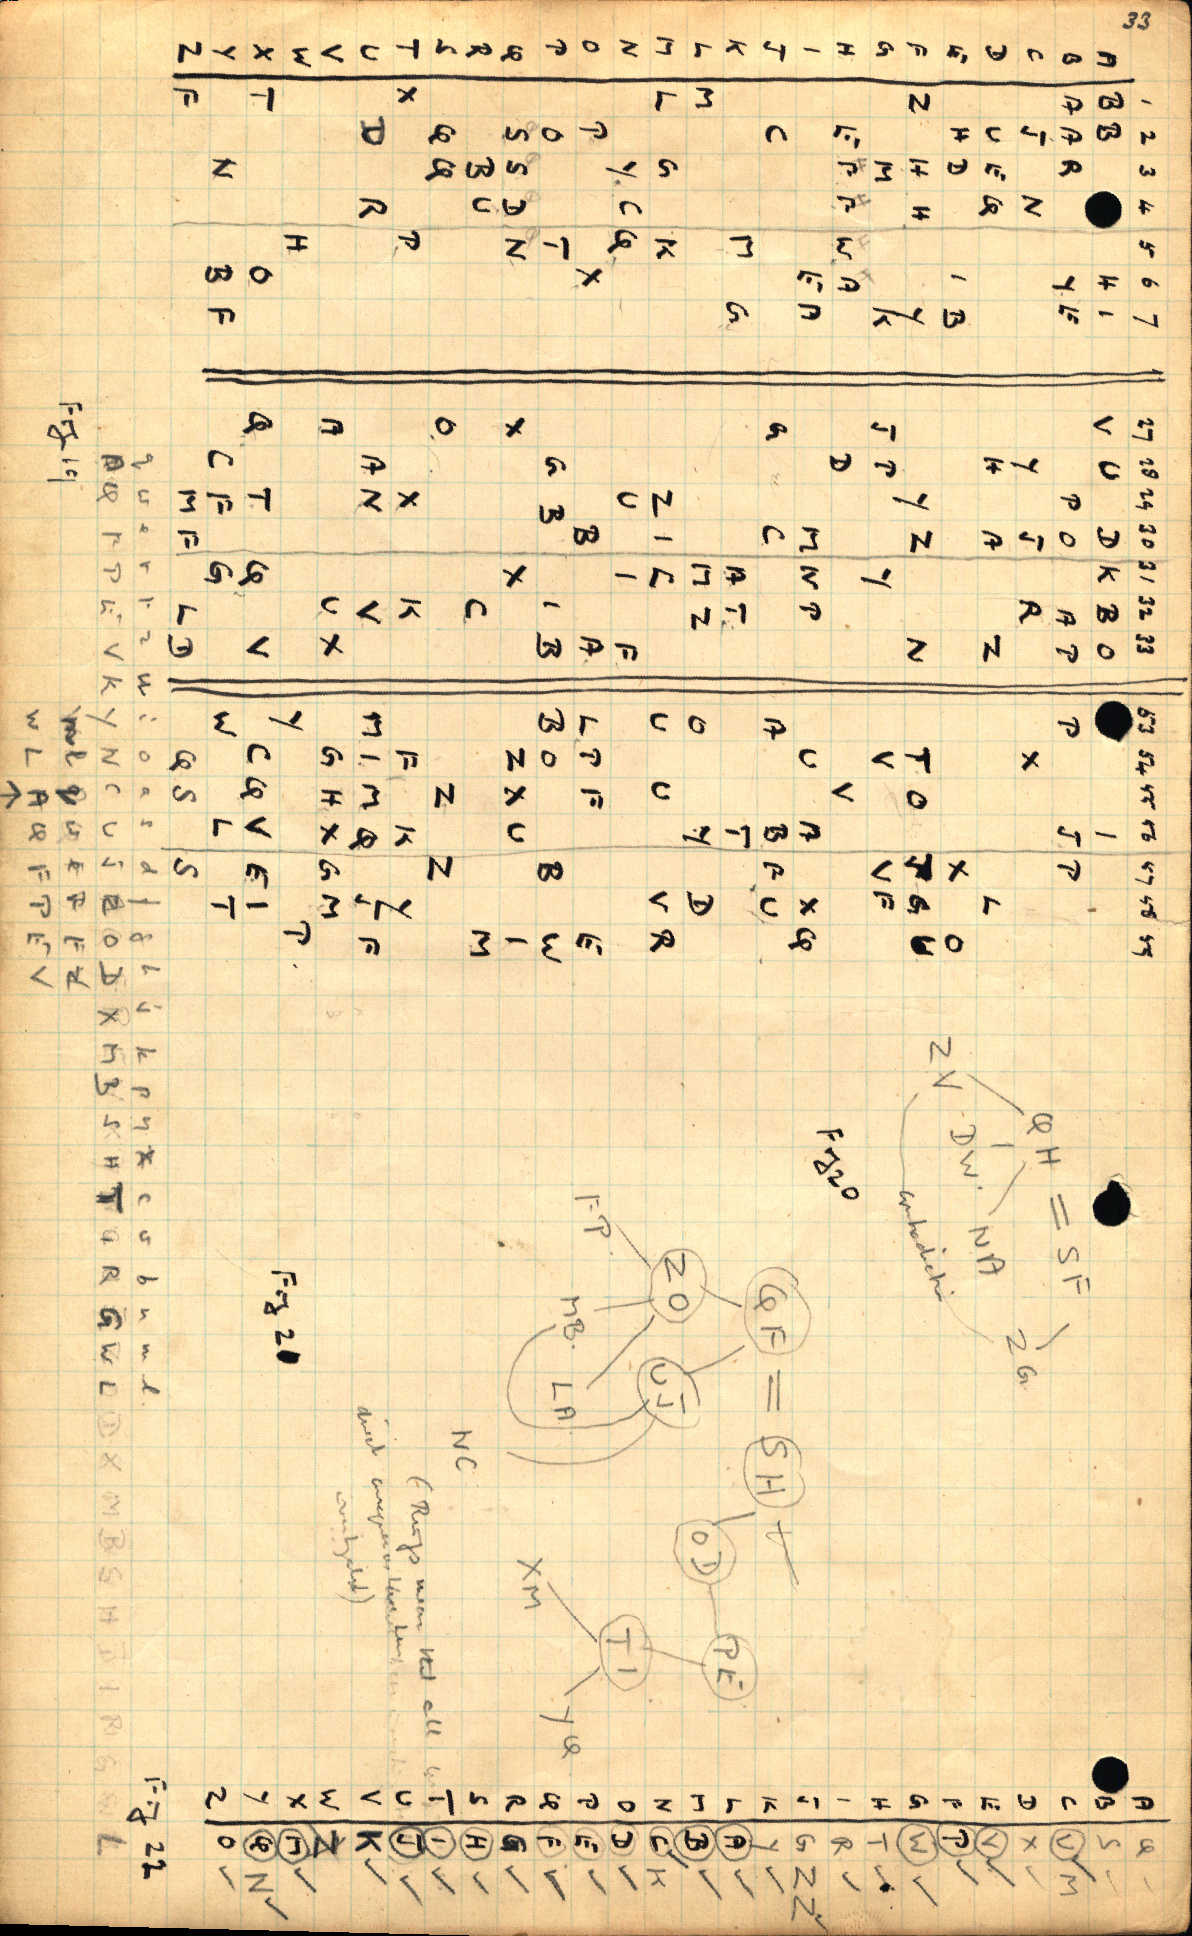 33
1 2 3 4 5 6 7 27 28 29 30 31 32 33 53 54 55 56 57 58 59
A B B H I V U D K B O I
B A A R Y E P O A P P J P
C J N Y J R X
D U E Q H A Z L
E H D I B X O
F Z H H Y Y Z N T O J G U
G M K J P Y V V F
H E F F W A D V
I E A M N P U A X Q
J C G C A B F U
K M G A T T
L M M Z O Y D
M L G K Z I L U U V R
N Y C Q U I F
O P X B A L P F E
P O T G B I B B O B W
Q S S D N X X Z X U I
R B U C M
S Q Q O Z Z
T X P X K F K Y
U D R A N V M I M Q J F
V A U X G H X G M
W H Y P
X T O Q T Q V C Q V E I
Y N B F C F G W L T
Z F M F L D Q S S
q w e r t z u i o a s d f g h j k p y x c v b n m l
A Q F P E V K Y N C U J Z O D X M B S H T I R G W L D X M B S H D I R G W L
m l q w e r
W L A Q F P E V
↑
Fig 19
QH = SF
ZG
ZV DW NA
contradiction
Fig 20
QF = SH ✓
ZO UJ OD PE
TI
FP MB LA
XM YQ
NC
(Rings mean that all
direct consequences have been
investigated)
Fig 21
A Q ✓
B S ✓
C U ✓ M
D X ✓
E V ✓
F P ✓
G W ✓
H T ✓
I R ✓
J G Z Z ✓
K Y ✓
L A ✓
M B ✓
N C ✓ K
O D ✓
P E ✓
Q F ✓
R G ✓
S H ✓
T I ✓
U J ✓
V K ✓
W
X M ✓
Y Q N ✓
Z O ✓
Fig 22